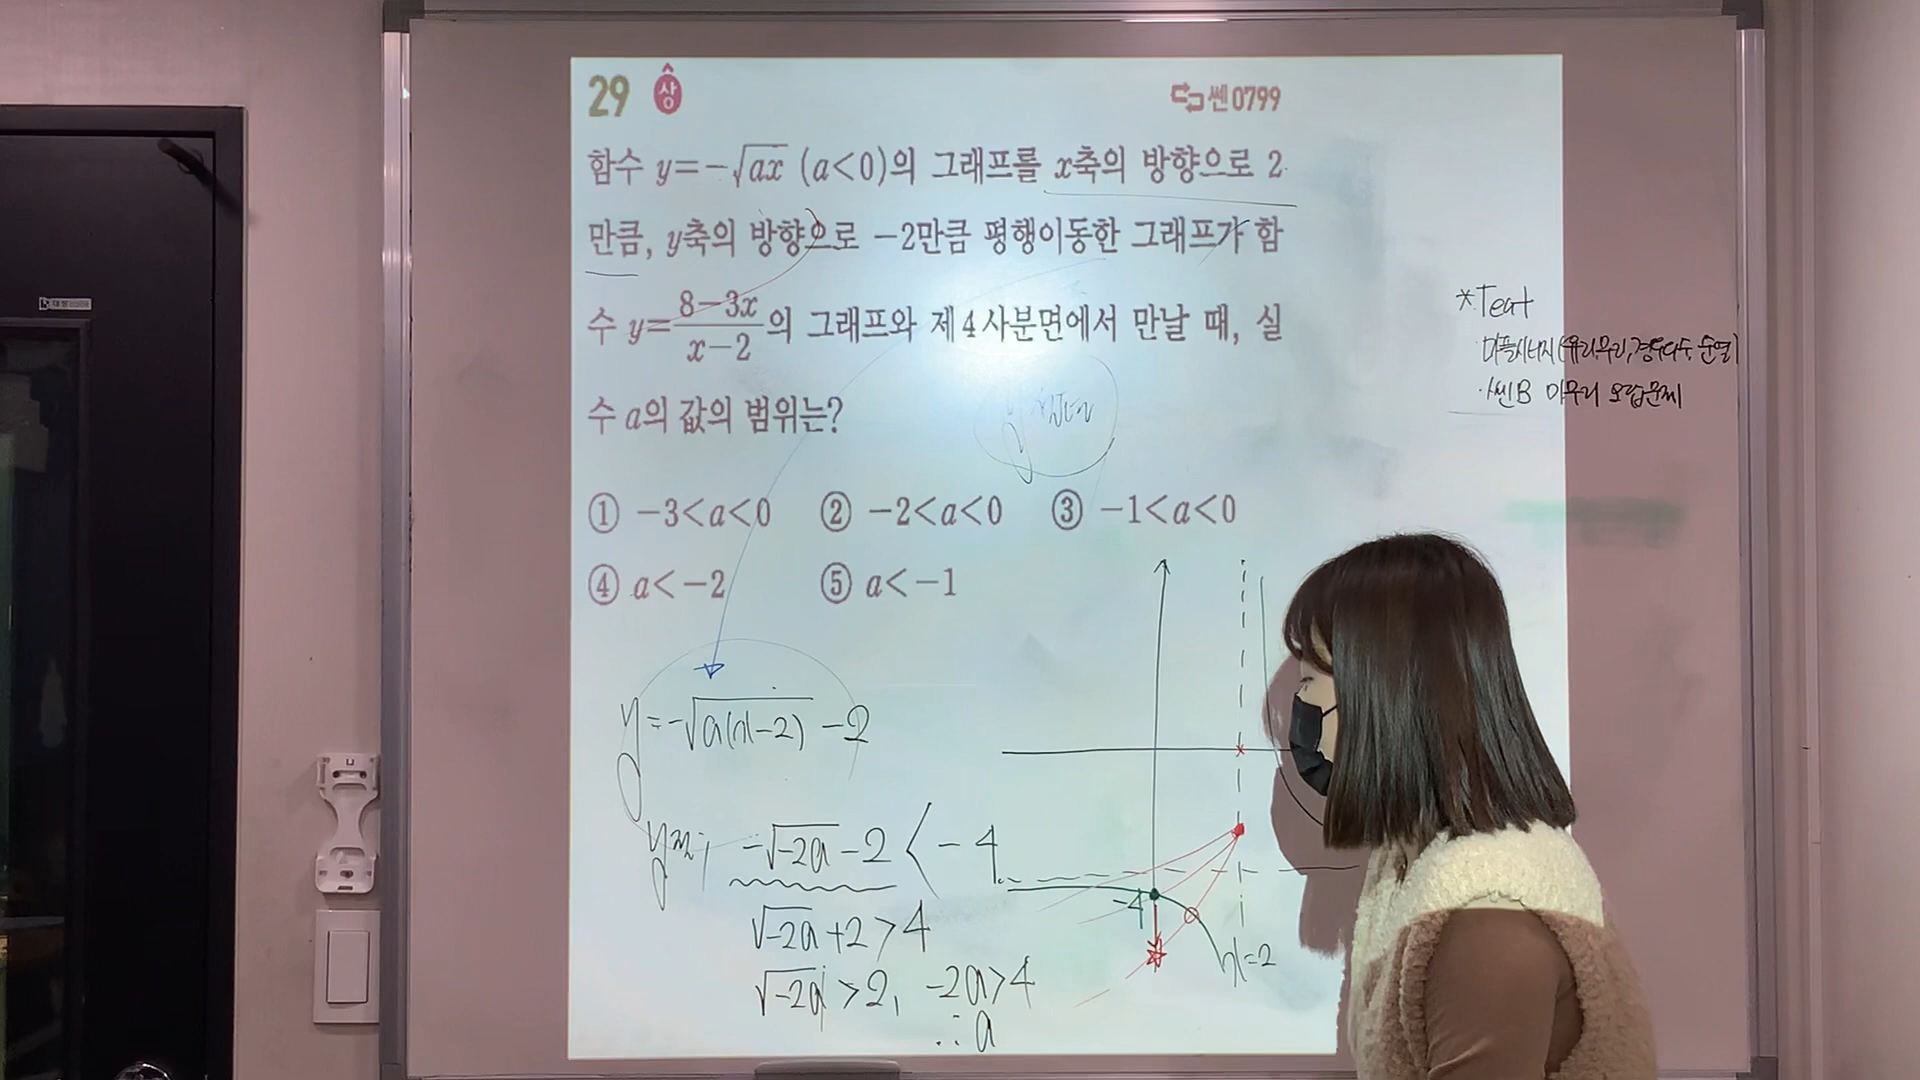 29 상
쎈 0799
함수 y=-√ax (a<0)의 그래프를 x축의 방향으로 2
만큼, y축의 방향으로 -2만큼 평행이동한 그래프가 함
수 y=(8-3x)/(x-2)의 그래프와 제4사분면에서 만날 때, 실
수 a의 값의 범위는?
① -3<a<0 ② -2<a<0 ③ -1<a<0
④ a<-2 ⑤ a<-1
*Test
·쎈B 마무리 오답문제
y=-√a(x-2) -2
y절; -√-2a -2 < -4
√-2a +2 > 4
√-2a > 2, -2a > 4
∴ a
-4
x=2